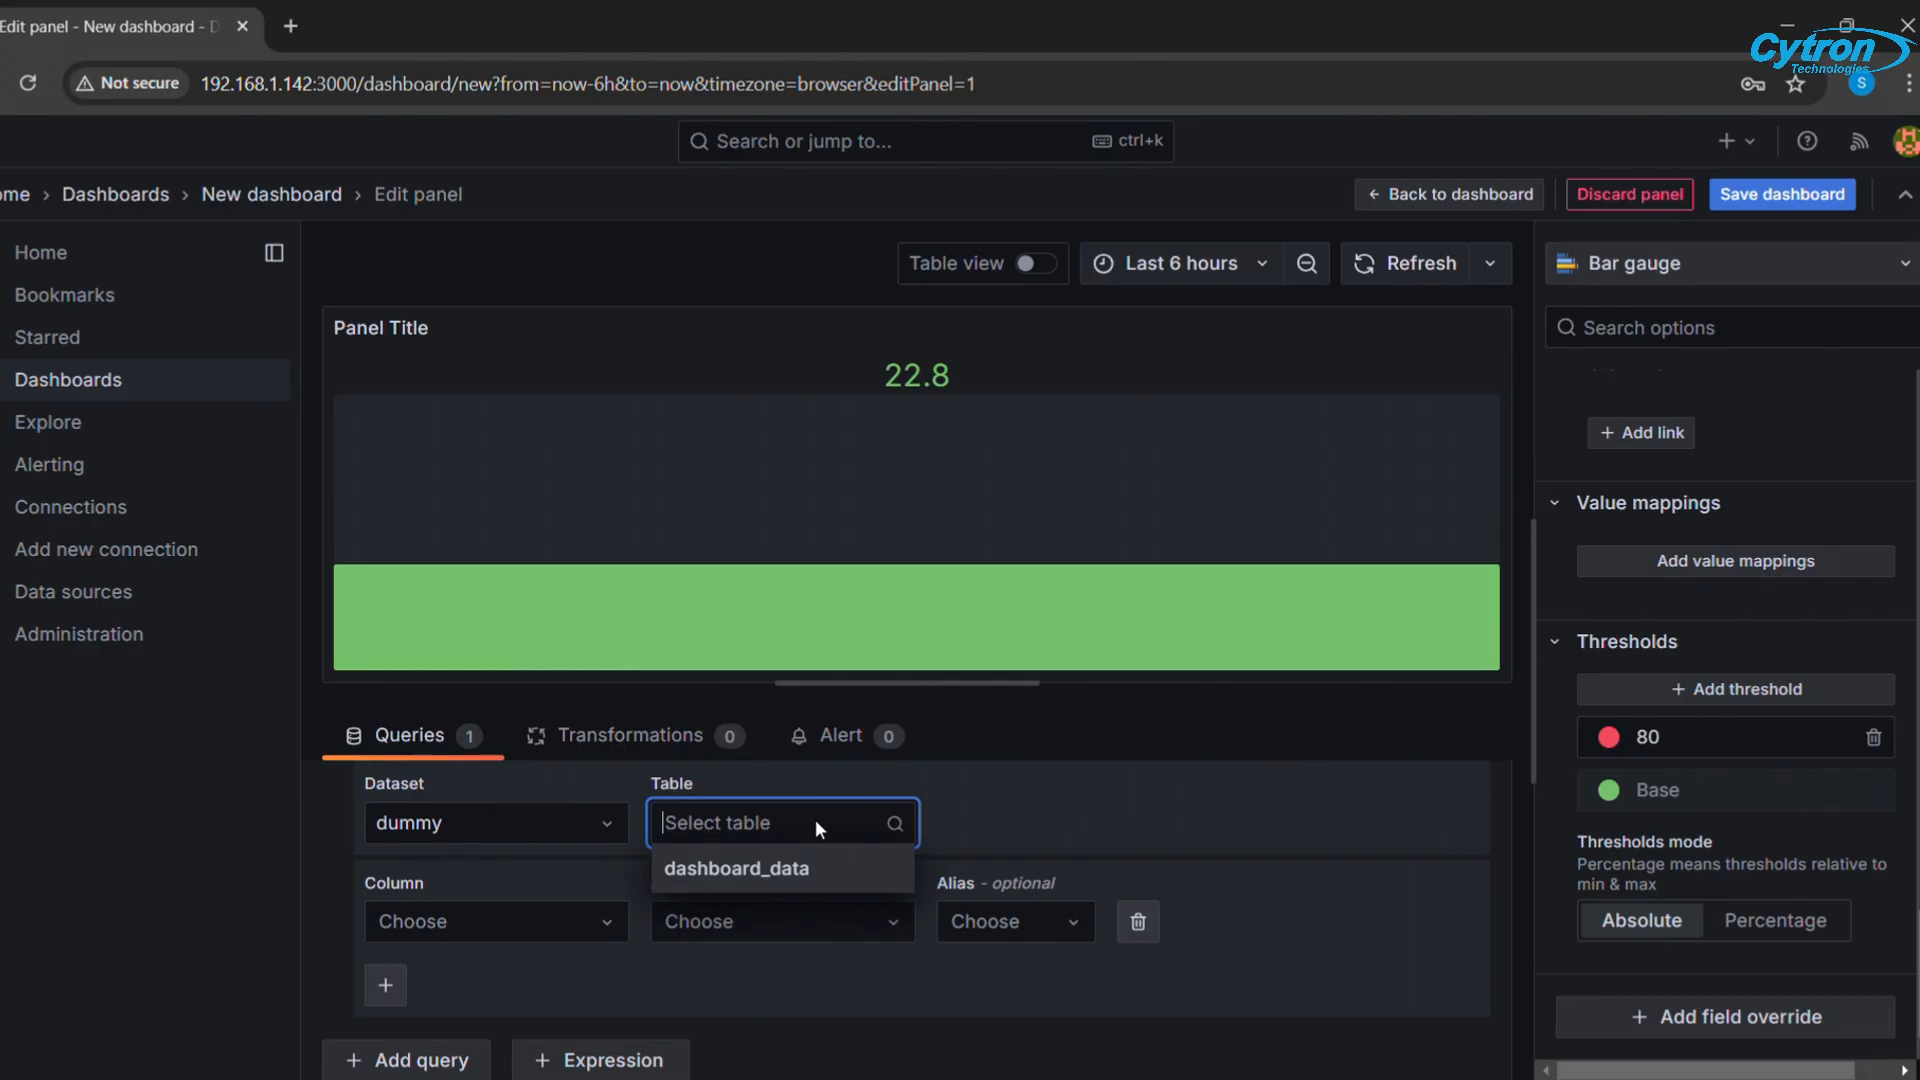 Edit panel - New dashboard - D
Cytron
Technologies
Not secure
192.168.1.142:3000/dashboard/new?from=now-6h&to=now&timezone=browser&editPanel=1
S
Search or jump to...
ctrl+k
ome › Dashboards › New dashboard › Edit panel
Back to dashboard
Discard panel
Save dashboard
Home
Bookmarks
Starred
Dashboards
Explore
Alerting
Connections
Add new connection
Data sources
Administration
Table view
Last 6 hours
Refresh
Panel Title
22.8
Queries 1
Transformations 0
Alert 0
Dataset
Table
dummy
Select table
dashboard_data
Column
Alias - optional
Choose
Choose
Choose
+
+ Add query
+ Expression
Bar gauge
Search options
+ Add link
Value mappings
Add value mappings
Thresholds
+ Add threshold
80
Base
Thresholds mode
Percentage means thresholds relative to
min & max
Absolute
Percentage
+ Add field override